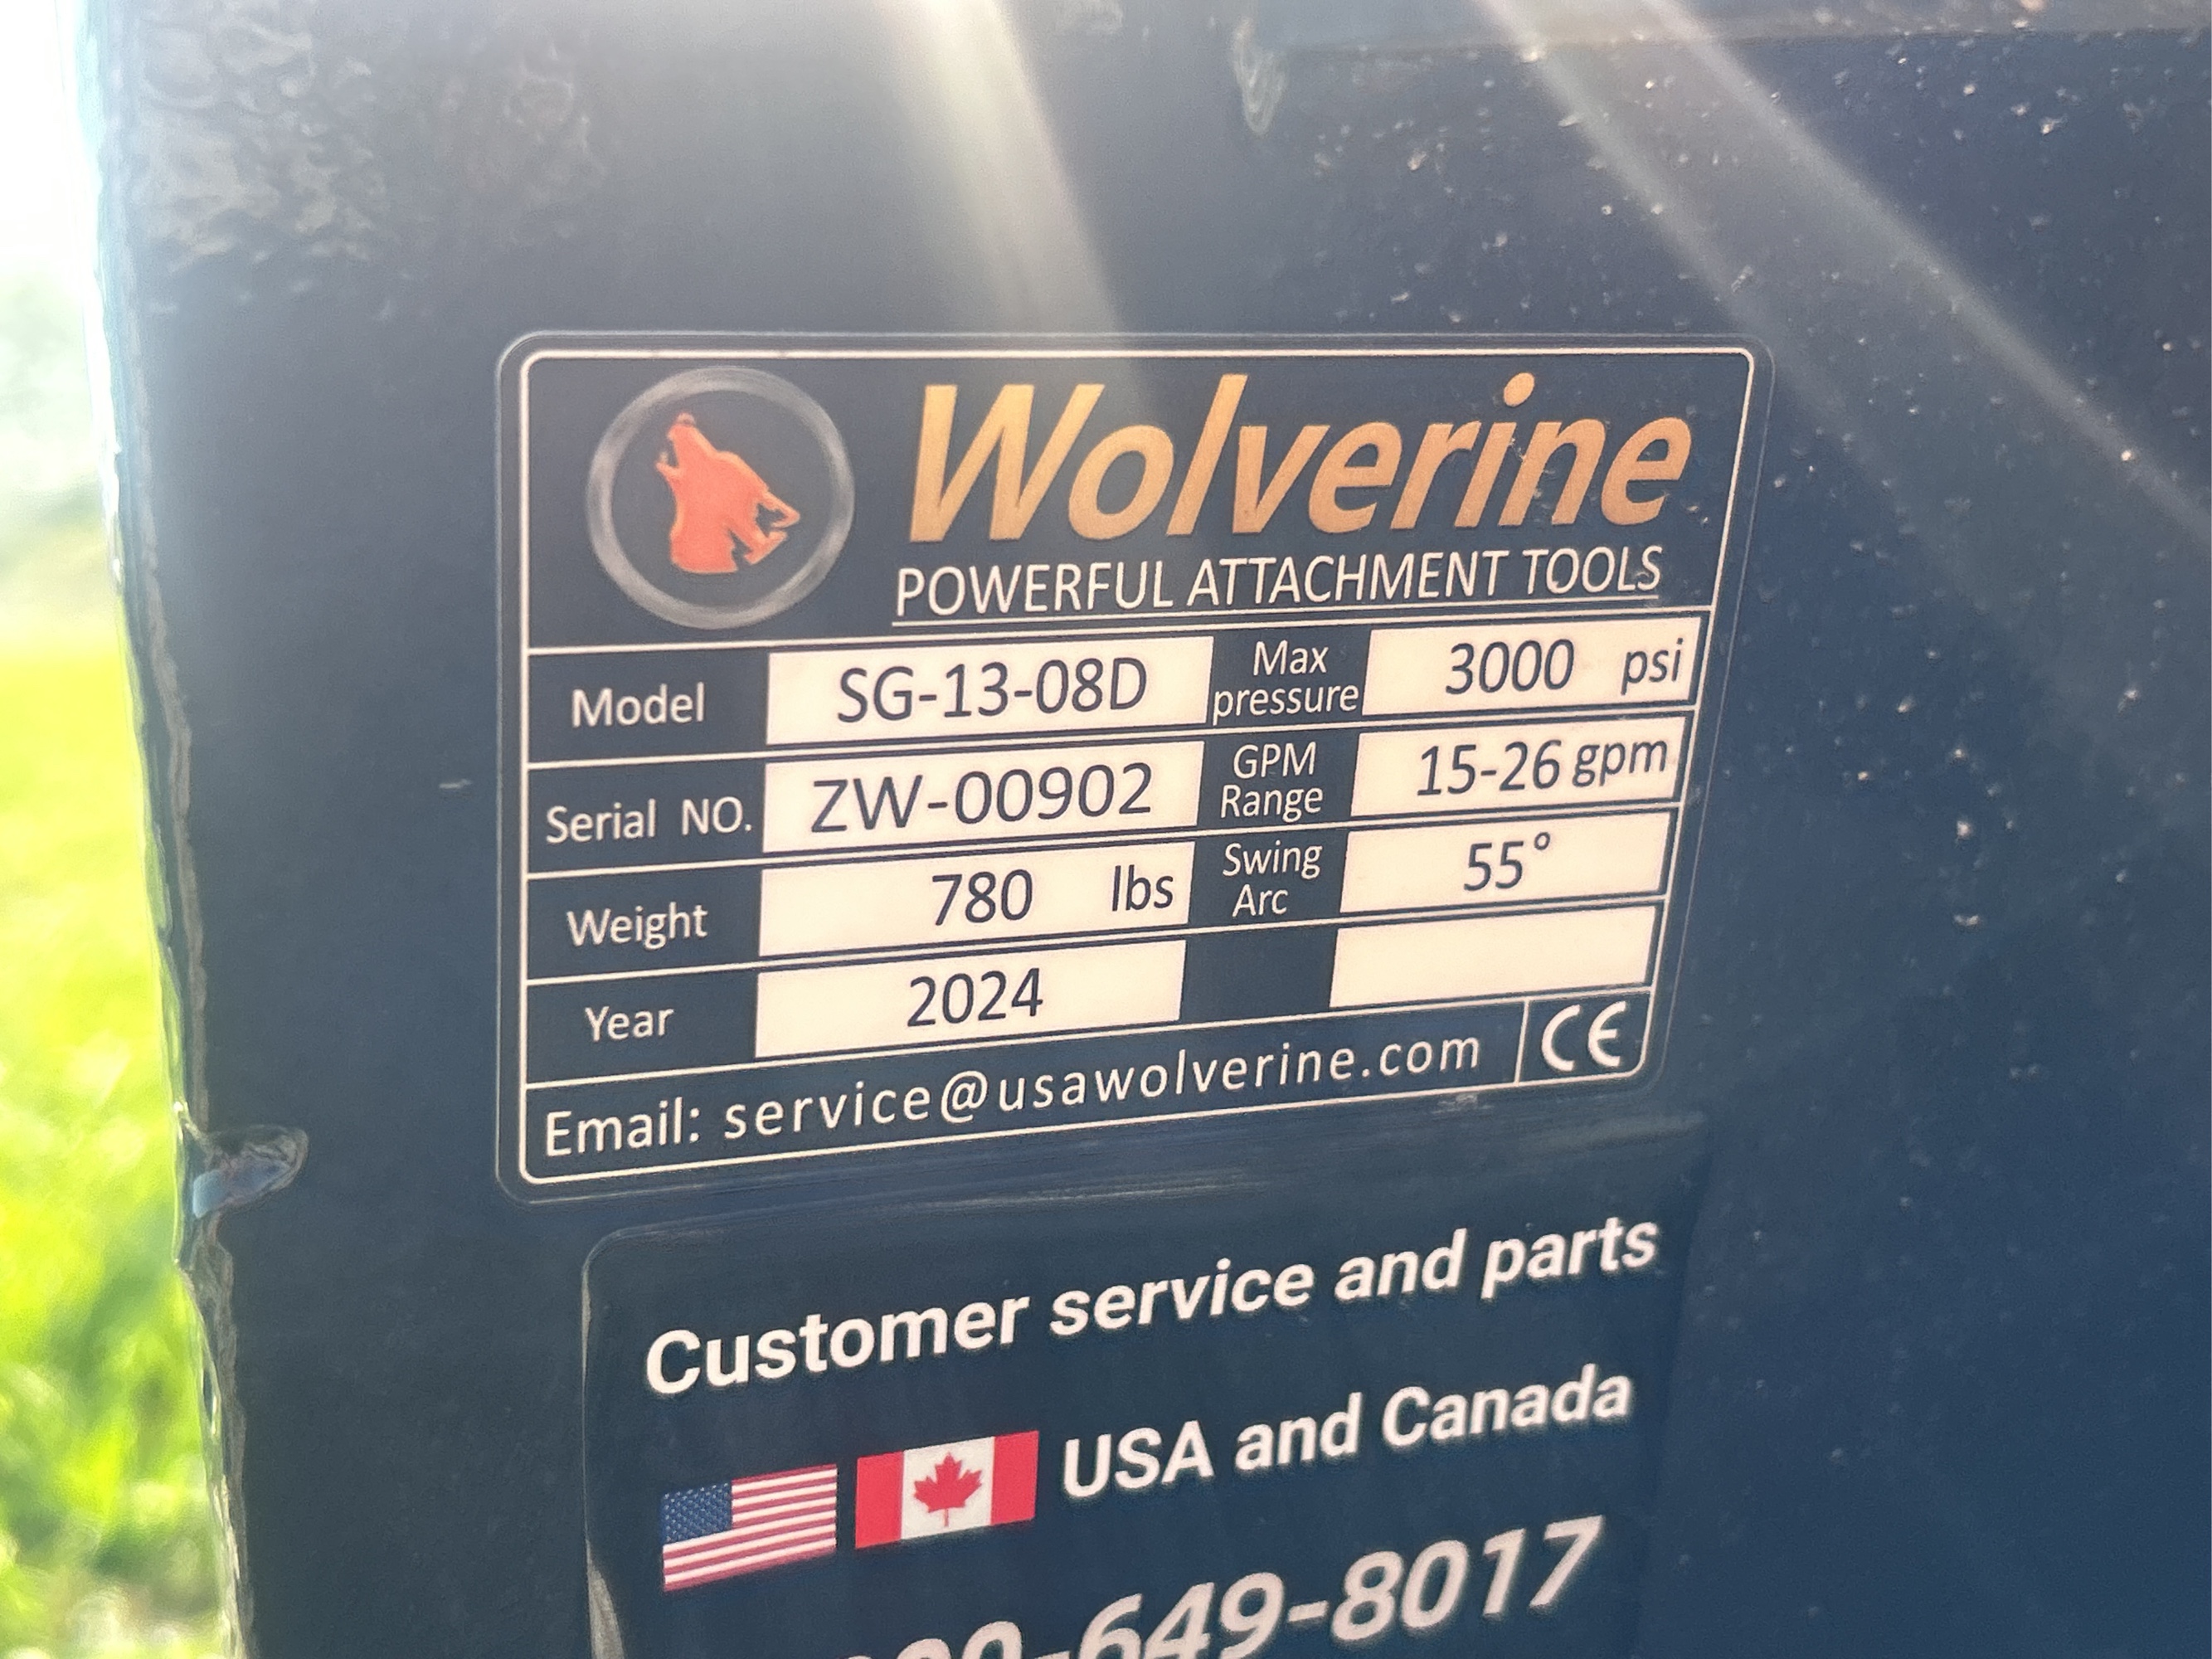 Wolverine
POWERFUL ATTACHMENT TOOLS
Model SG-13-08D Max pressure 3000 psi
Serial NO. ZW-00902 GPM Range 15-26 gpm
Weight 780 lbs Swing Arc 55°
Year 2024
Email: service@usawolverine.com CE
Customer service and parts
USA and Canada
-649-8017